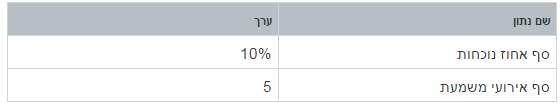 שם נתון ערך
סף אחוז נוכחות 10%
סף אירועי משמעת 5